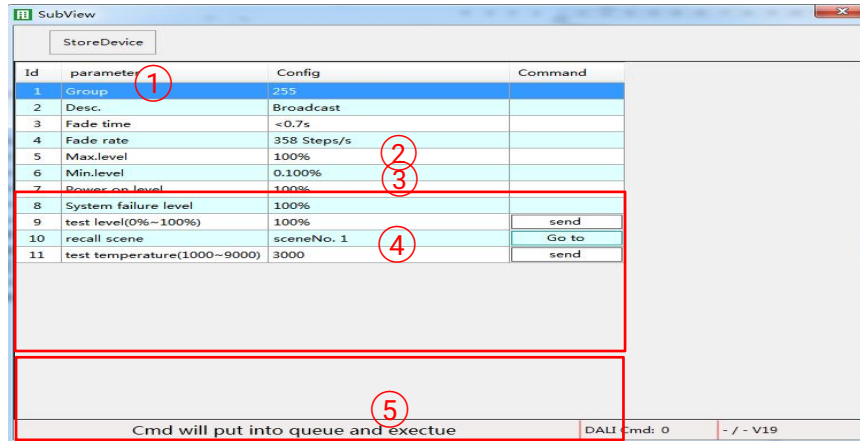 SubView
StoreDevice
Id parameter Config Command
1 Group 255
2 Desc. Broadcast
3 Fade time <0.7s
4 Fade rate 358 Steps/s
5 Max.level 100%
6 Min.level 0.100%
7 Power on level 100%
8 System failure level 100%
9 test level(0%~100%) 100% send
10 recall scene sceneNo. 1 Go to
11 test temperature(1000~9000) 3000 send
1
2
3
4
5
Cmd will put into queue and exectue DALI Cmd: 0 - / - V19